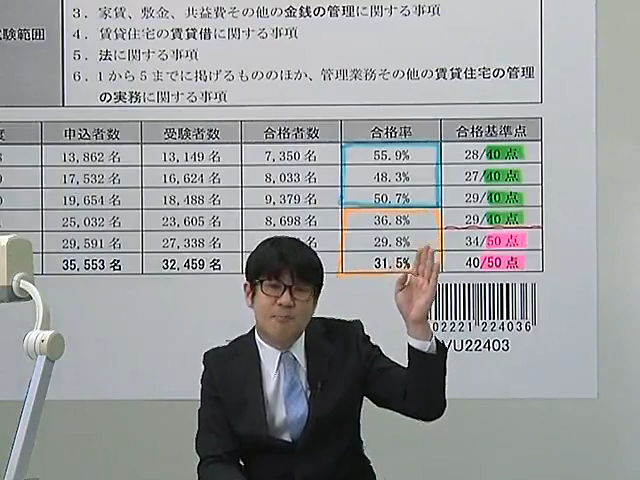 3. 家賃、敷金、共益費その他の金銭の管理に関する事項
験範囲
4. 賃貸住宅の賃貸借に関する事項
5. 法に関する事項
6. 1から5までに掲げるもののほか、管理業務その他の賃貸住宅の管理
の実務に関する事項
度 申込者数 受験者数 合格者数 合格率 合格基準点
13,862名 13,149名 7,350名 55.9% 28/40点
17,532名 16,624名 8,033名 48.3% 27/40点
19,654名 18,488名 9,379名 50.7% 29/40点
25,032名 23,605名 8,698名 36.8% 29/40点
29,591名 27,338名 名 29.8% 34/50点
35,553名 32,459名 31.5% 40/50点
02221 224036
VU22403